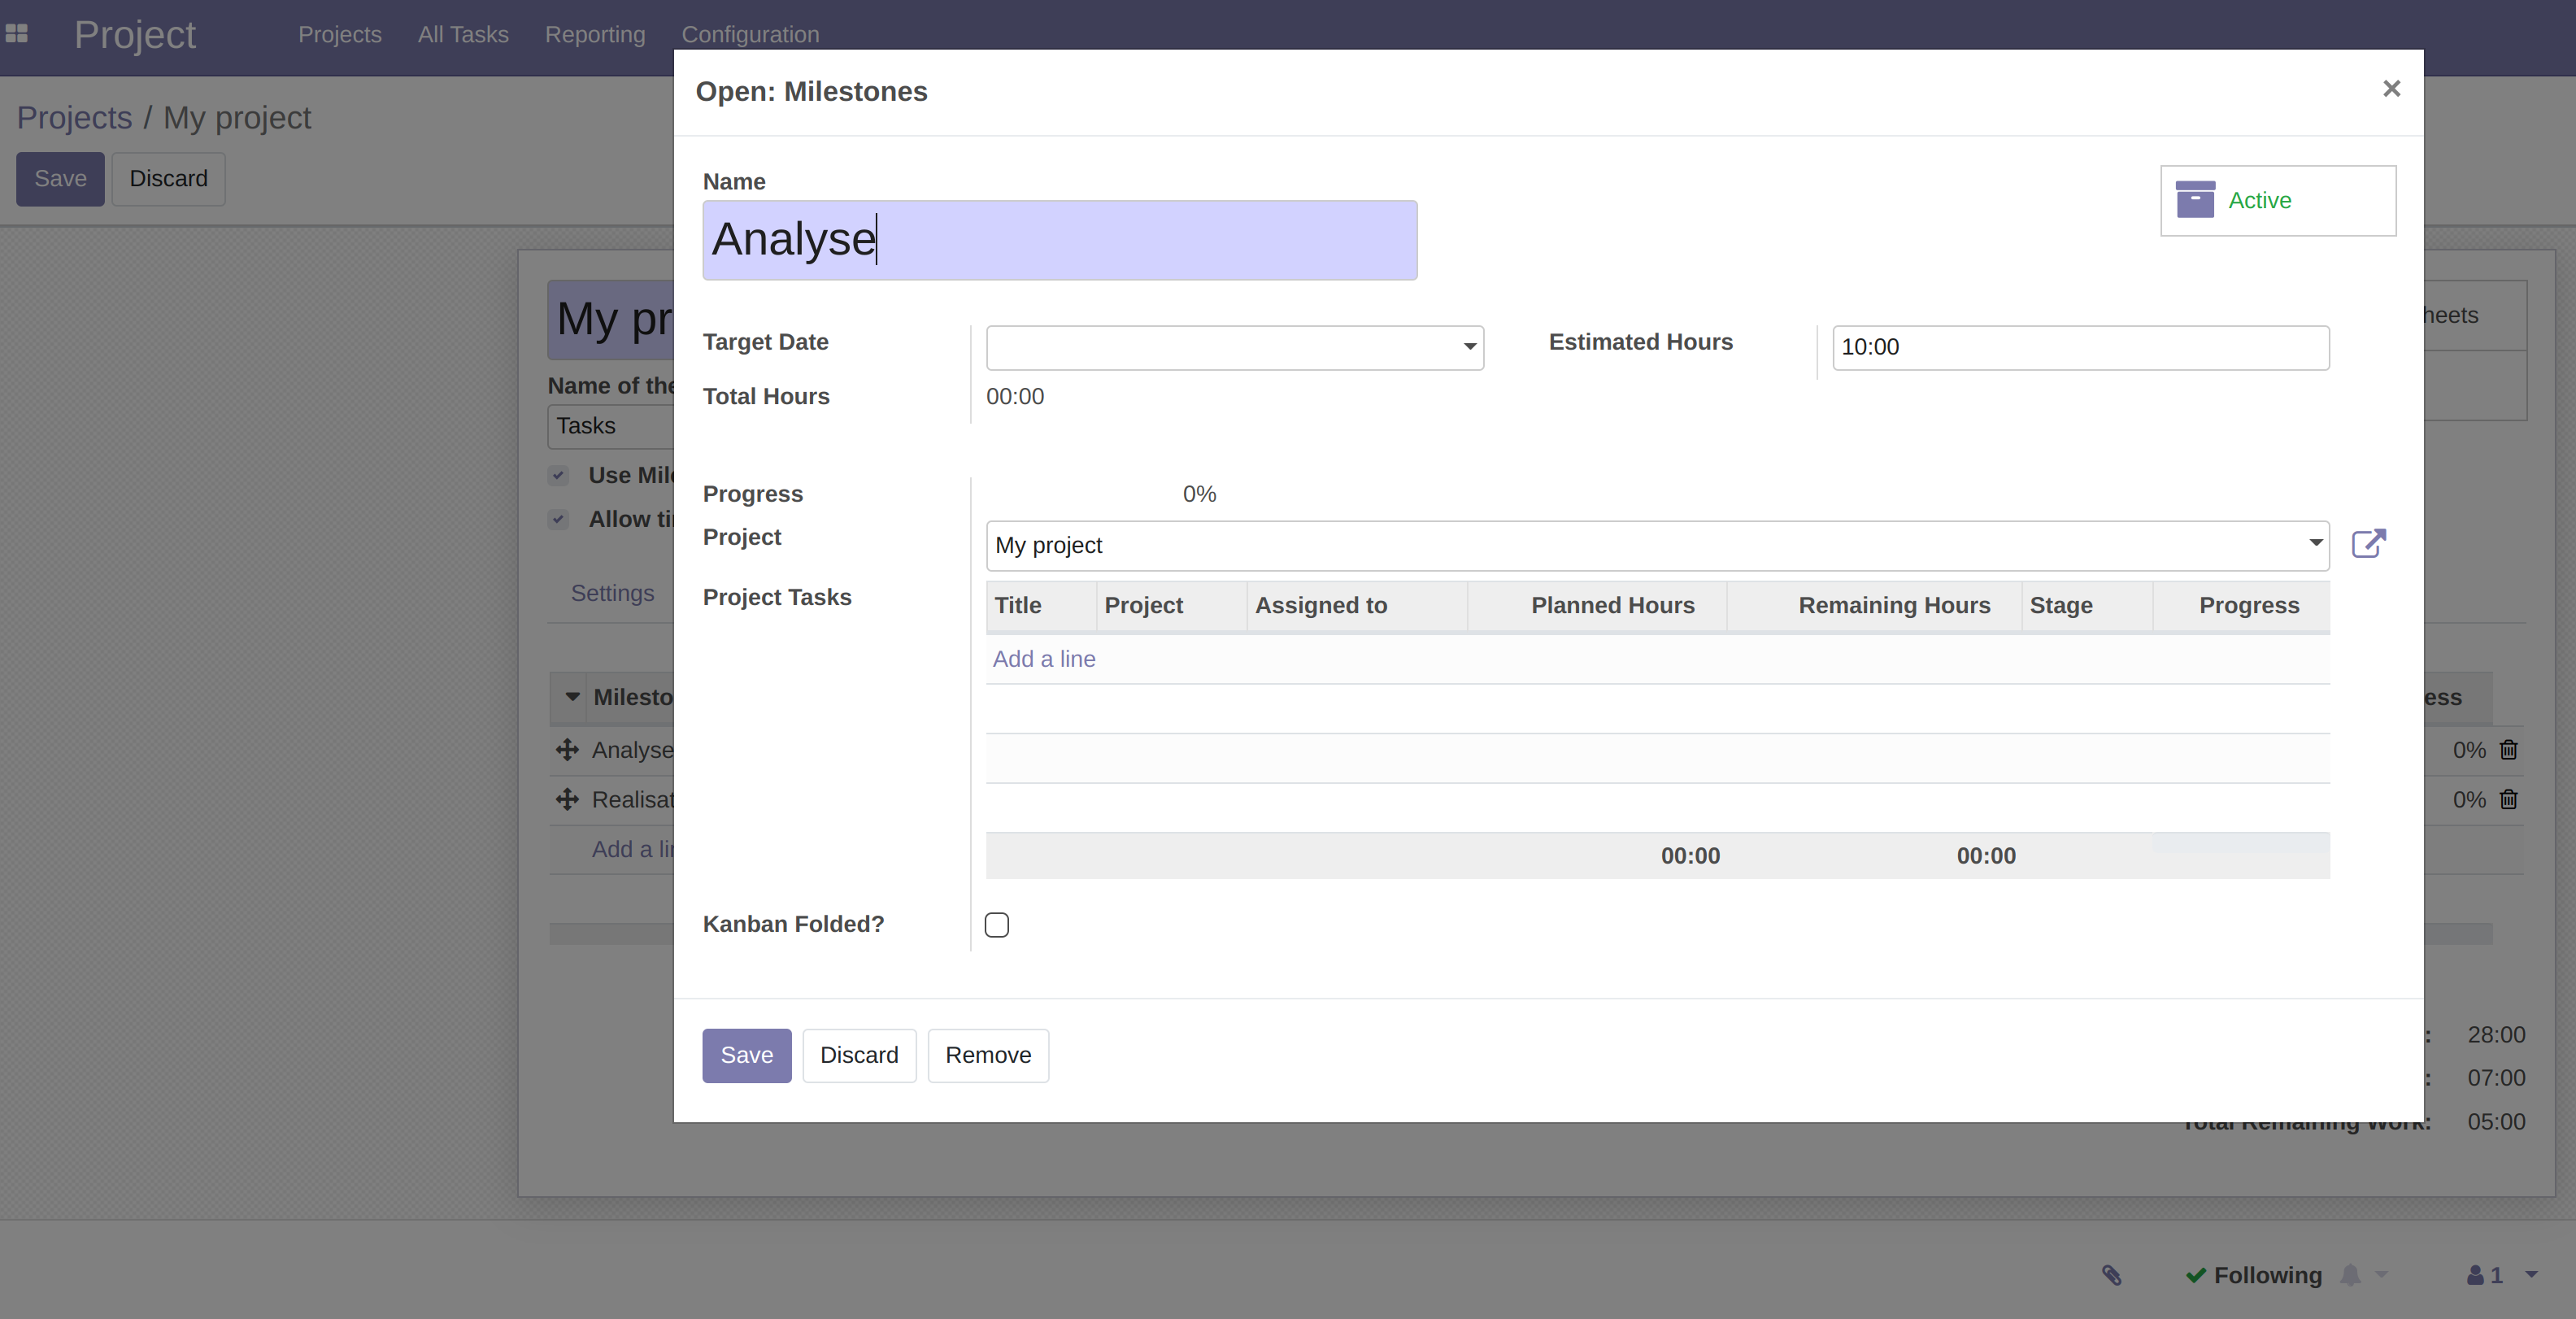 Project Projects All Tasks Reporting Configuration
Projects / My project
Save Discard
Open: Milestones
Name
Analyse
Active
My pr
heets
Target Date
Estimated Hours 10:00
Name of the
Total Hours 00:00
Tasks
Use Mil
Progress 0%
Allow ti
Project My project
Settings
Project Tasks
Title Project Assigned to Planned Hours Remaining Hours Stage Progress
Add a line
Milesto
ess
Analyse 0%
Realisat 0%
Add a li
00:00 00:00
Kanban Folded?
Save Discard Remove
: 28:00
: 07:00
Total Remaining Work: 05:00
Following 1